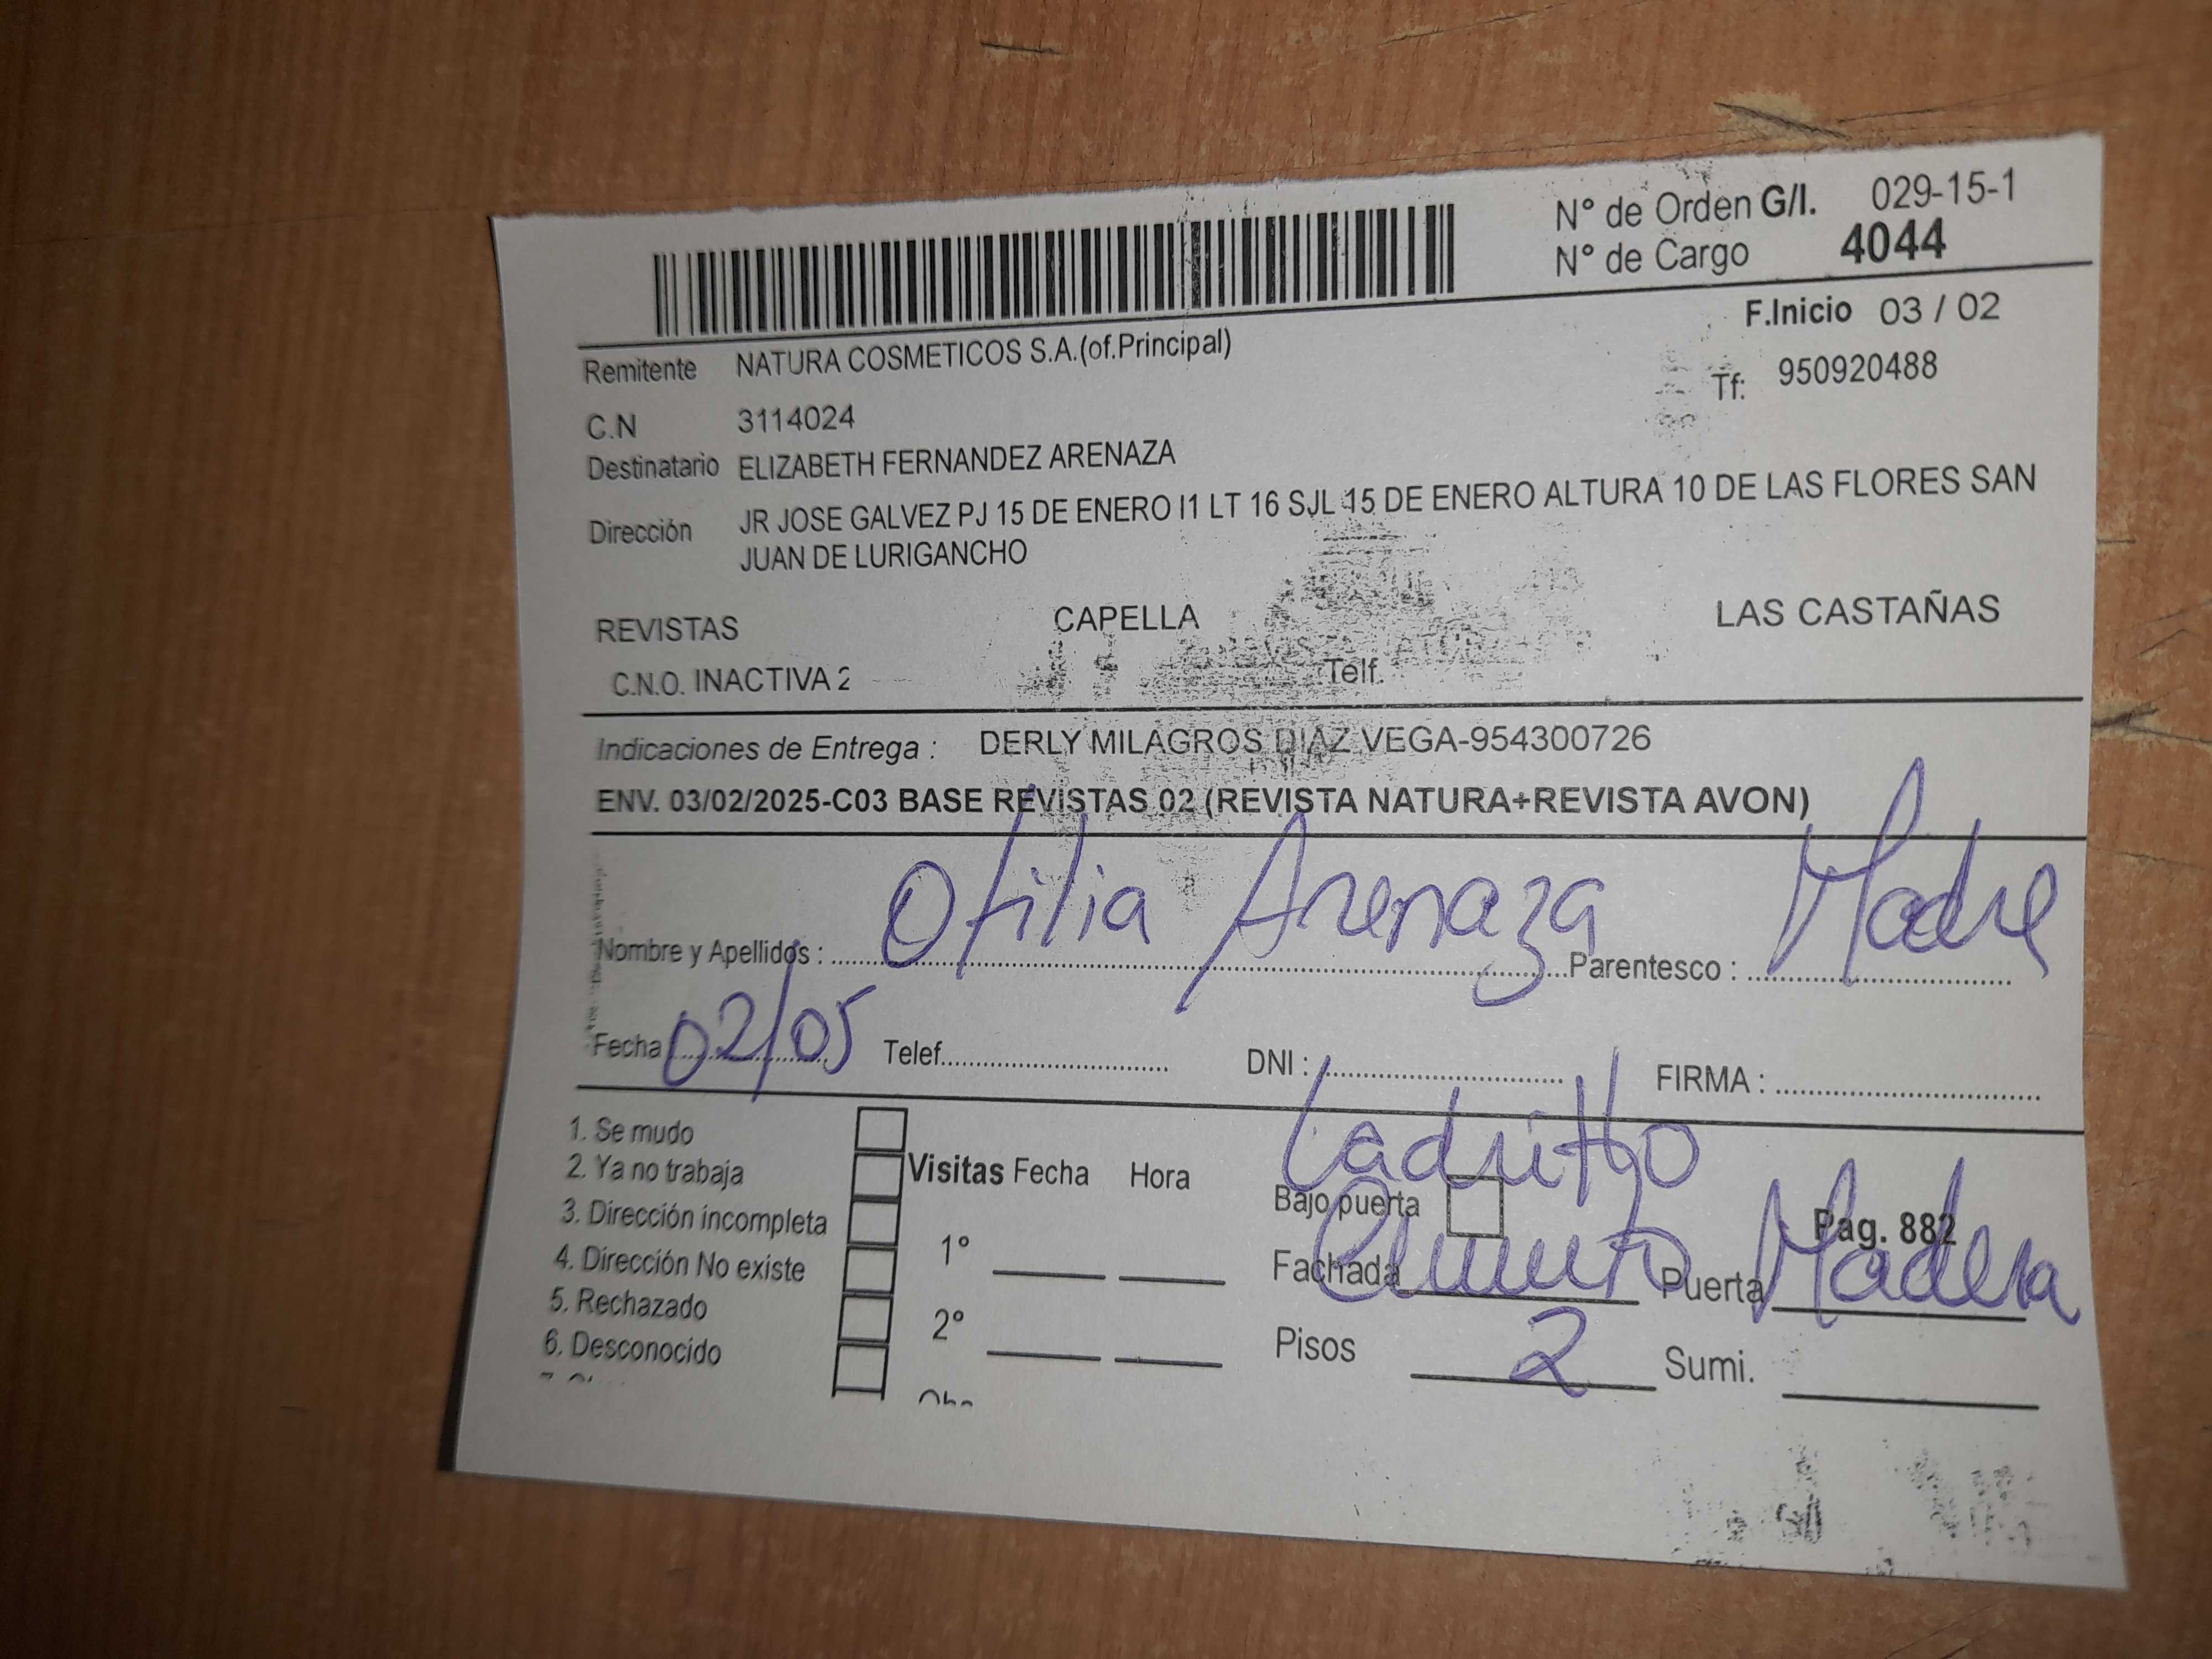 N° de Orden G/I. 029-15-1
N° de Cargo 4044
F.Inicio 03 / 02
Remitente NATURA COSMETICOS S.A.(of.Principal)
Tf: 950920488
C.N 3114024
Destinatario ELIZABETH FERNANDEZ ARENAZA
Dirección JR JOSE GALVEZ PJ 15 DE ENERO I1 LT 16 SJL 15 DE ENERO ALTURA 10 DE LAS FLORES SAN
JUAN DE LURIGANCHO
REVISTAS CAPELLA LAS CASTAÑAS
C.N.O. INACTIVA 2 Telf.
Indicaciones de Entrega : DERLY MILAGROS DIAZ VEGA-954300726
ENV. 03/02/2025-C03 BASE REVISTAS 02 (REVISTA NATURA+REVISTA AVON)
Nombre y Apellidos : Otilia Arenaza Parentesco : Madre
Fecha 02/05 Telef. DNI : FIRMA :
1. Se mudo
2. Ya no trabaja
3. Dirección incompleta
4. Dirección No existe
5. Rechazado
6. Desconocido
Visitas Fecha Hora
1°
2°
Ladrillo
Bajo puerta Pag. 882
Fachada Puerta Madera
Pisos 2 Sumi.